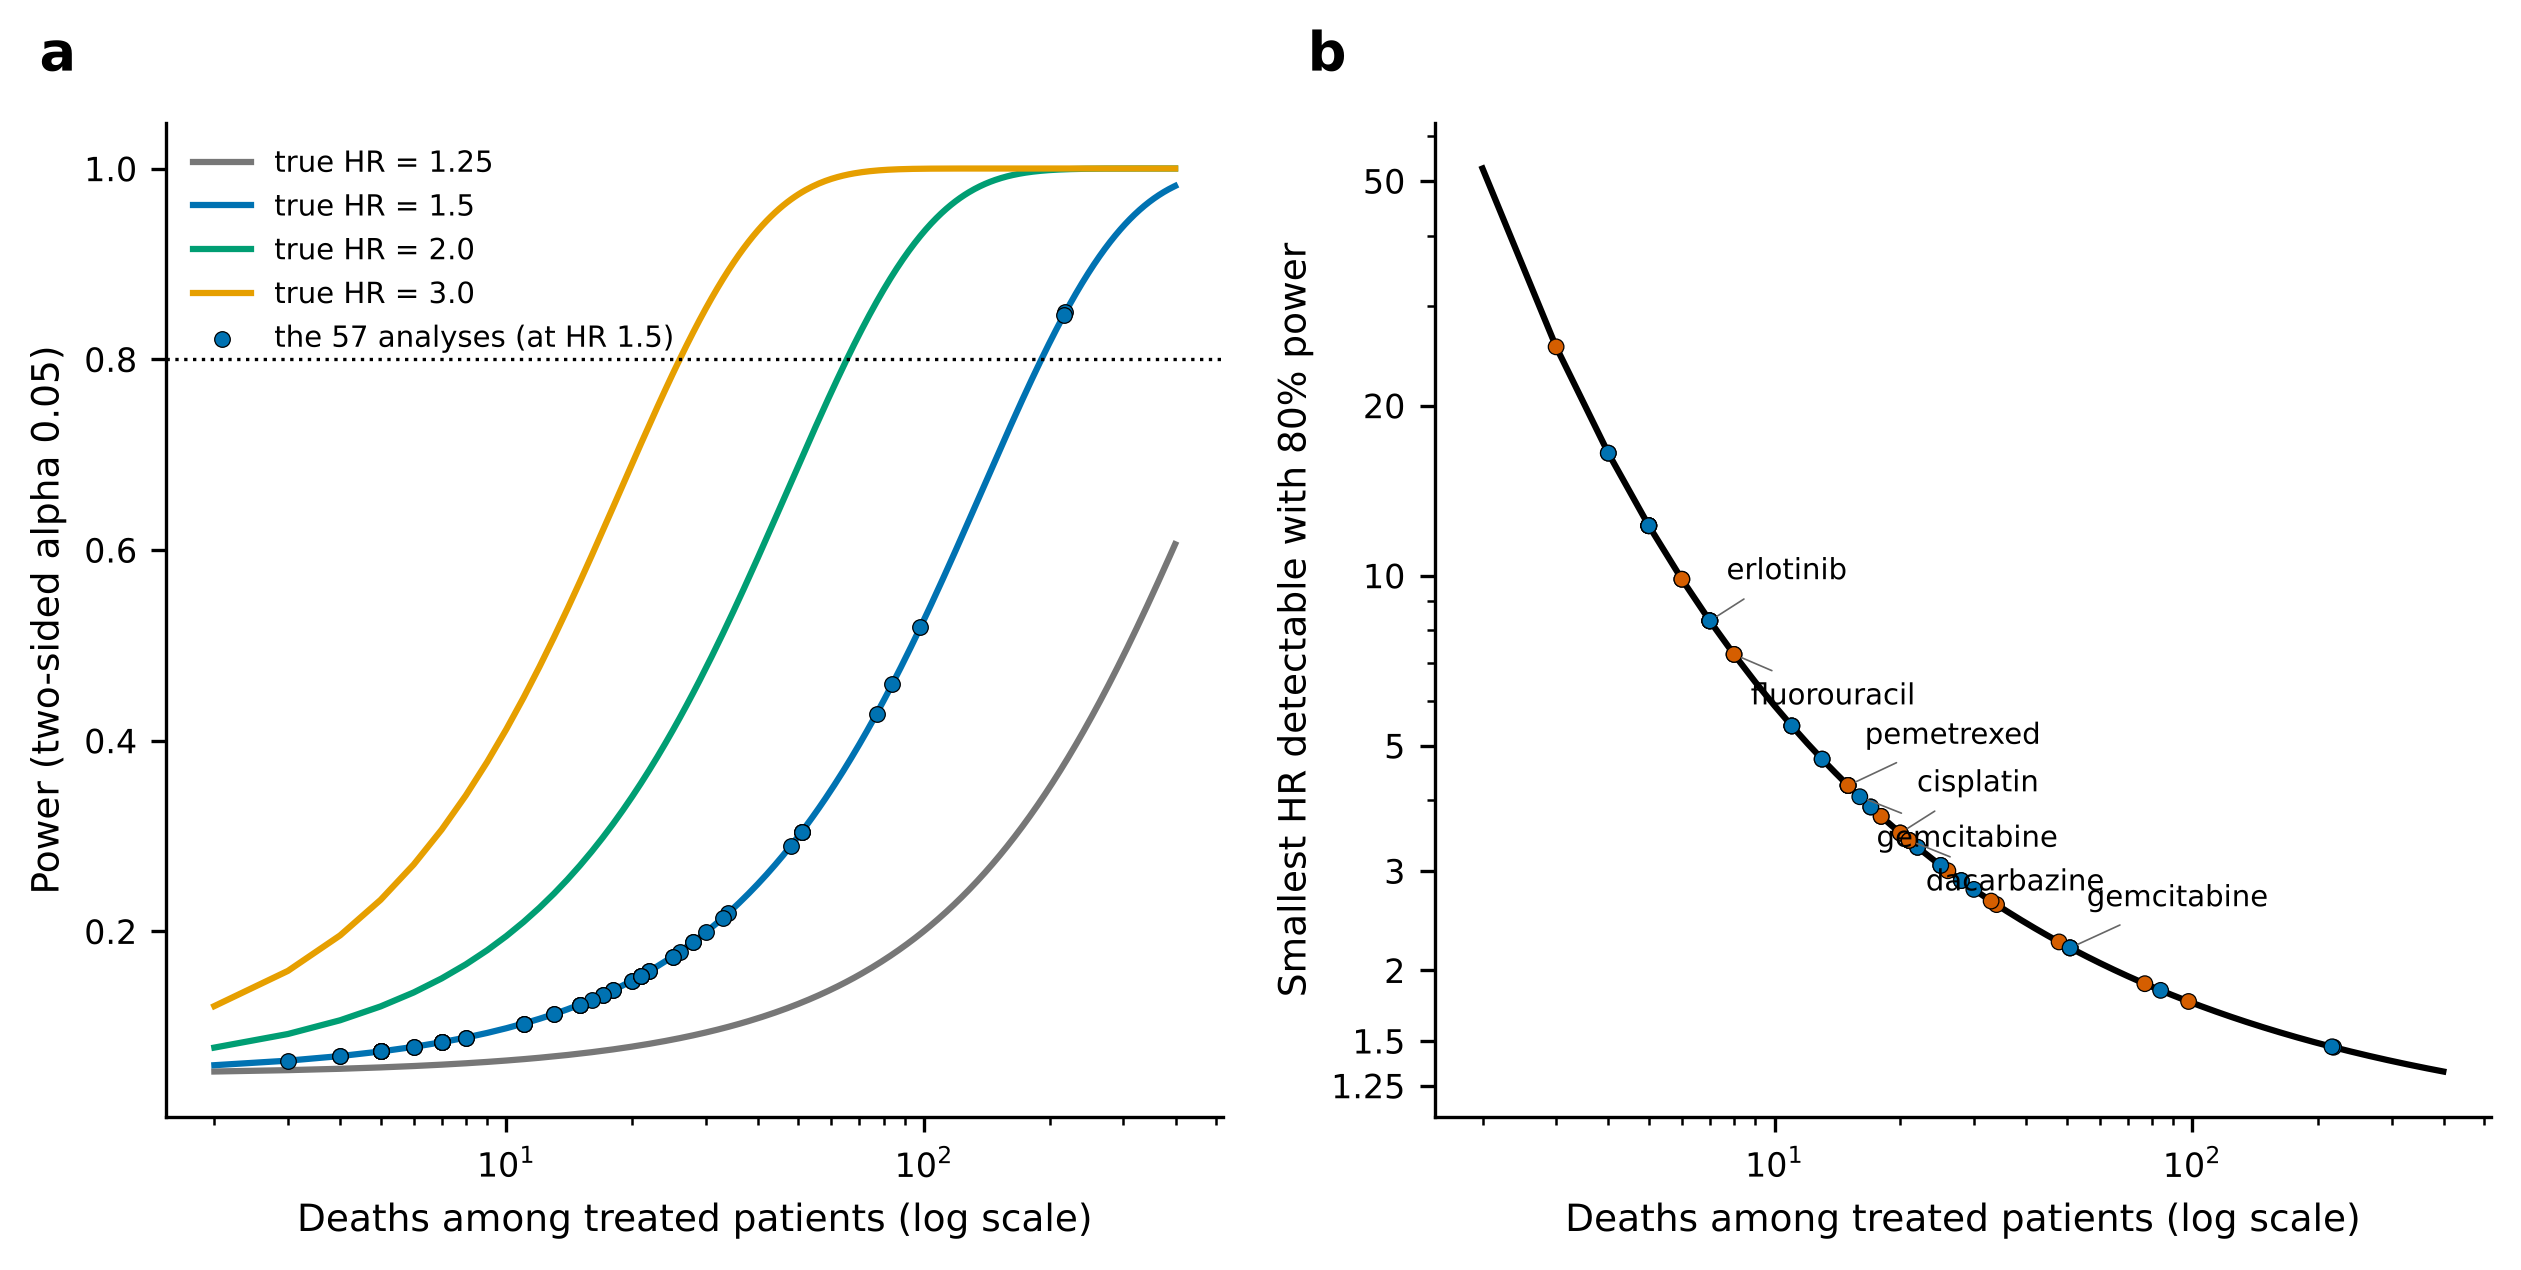 a
Power (two-sided alpha 0.05)
1.0
0.8
0.6
0.4
0.2
true HR = 1.25
true HR = 1.5
true HR = 2.0
true HR = 3.0
the 57 analyses (at HR 1.5)
10¹
10²
Deaths among treated patients (log scale)
b
Smallest HR detectable with 80% power
50
20
10
5
3
2
1.5
1.25
erlotinib
fluorouracil
pemetrexed
cisplatin
gemcitabine
dacarbazine
gemcitabine
10¹
10²
Deaths among treated patients (log scale)